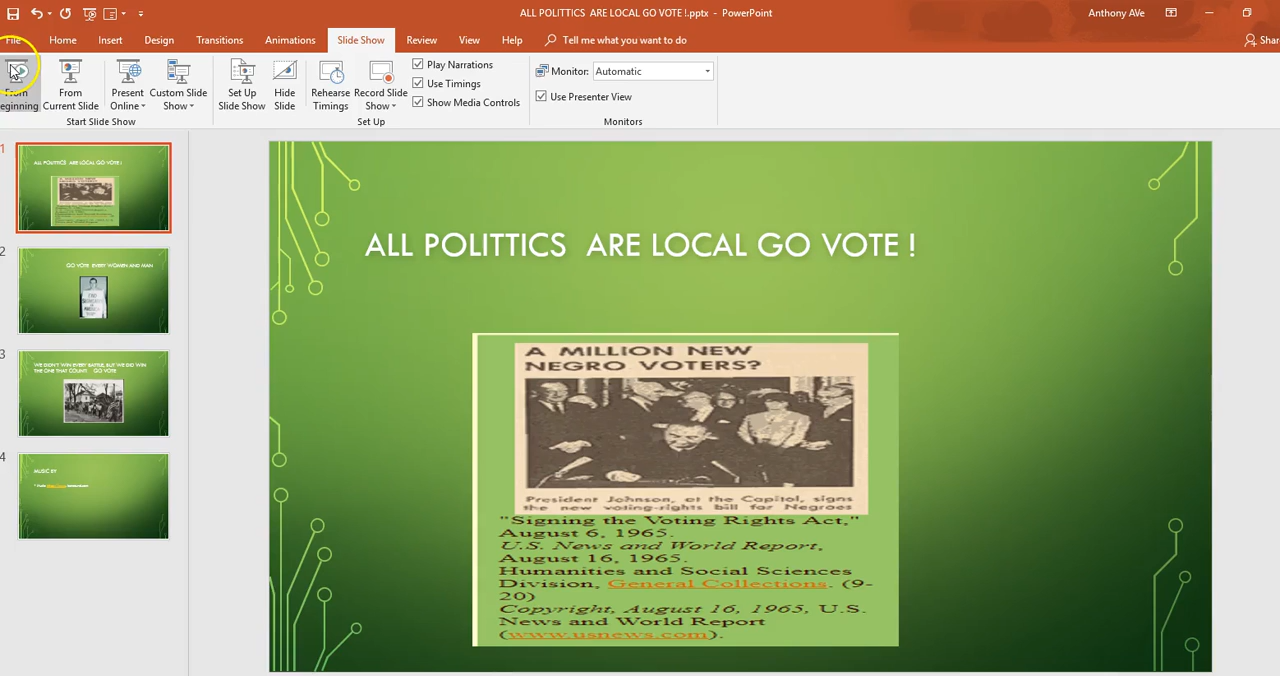 ALL POLITTICS  ARE LOCAL GO VOTE !.pptx  -  PowerPoint
Anthony AVe
File
Home
Insert
Design
Transitions
Animations
Slide Show
Review
View
Help
Tell me what you want to do
Shar
From
eginning
From
Current Slide
Present
Online
Custom Slide
Show
Set Up
Slide Show
Hide
Slide
Rehearse
Timings
Record Slide
Show
Play Narrations
Use Timings
Show Media Controls
Monitor:
Automatic
Use Presenter View
Start Slide Show
Set Up
Monitors
1
ALL POLITTICS  ARE LOCAL GO VOTE !
2
GO VOTE  EVERY WOMEN AND MAN
3
WE DIDN'T WIN EVERY BATTLE, BUT WE DID WIN
THE ONE THAT COUNT.   GO VOTE
4
MUSIC BY
ALL POLITTICS  ARE LOCAL GO VOTE !
A MILLION NEW
NEGRO VOTERS?
President Johnson, at the Capitol, signs
the new voting-rights bill for Negroes
"Signing the Voting Rights Act,"
August 6, 1965.
U.S. News and World Report,
August 16, 1965.
Humanities and Social Sciences
Division, General Collections. (9-
20)
Copyright, August 16, 1965, U.S.
News and World Report
(www.usnews.com).